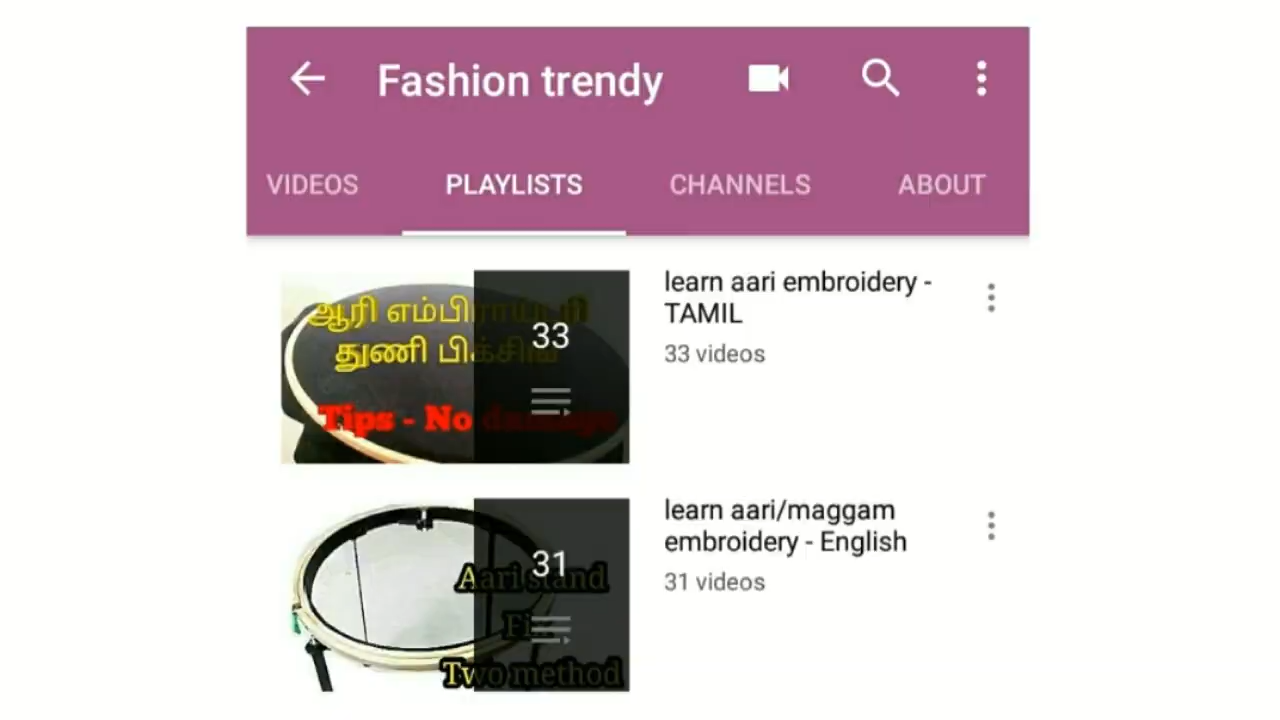 Fashion trendy
VIDEOS PLAYLISTS CHANNELS ABOUT
ஆரி எம்பிராய்டரி
துணி பிக்சிங்
Tips - No damage
33
learn aari embroidery -
TAMIL
33 videos
Aari stand
Fix
Two method
31
learn aari/maggam
embroidery - English
31 videos